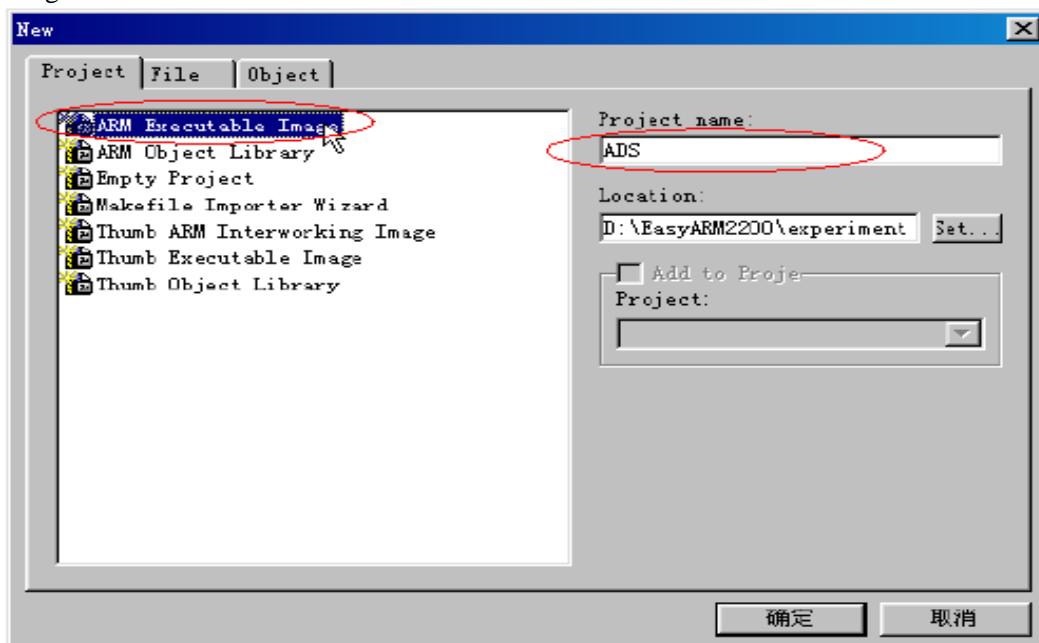 New
Project File Object
ARM Executable Image
ARM Object Library
Empty Project
Makefile Importer Wizard
Thumb ARM Interworking Image
Thumb Executable Image
Thumb Object Library
Project name:
ADS
Location:
D:\EasyARM2200\experiment Set...
Add to Proje
Project:
确定 取消